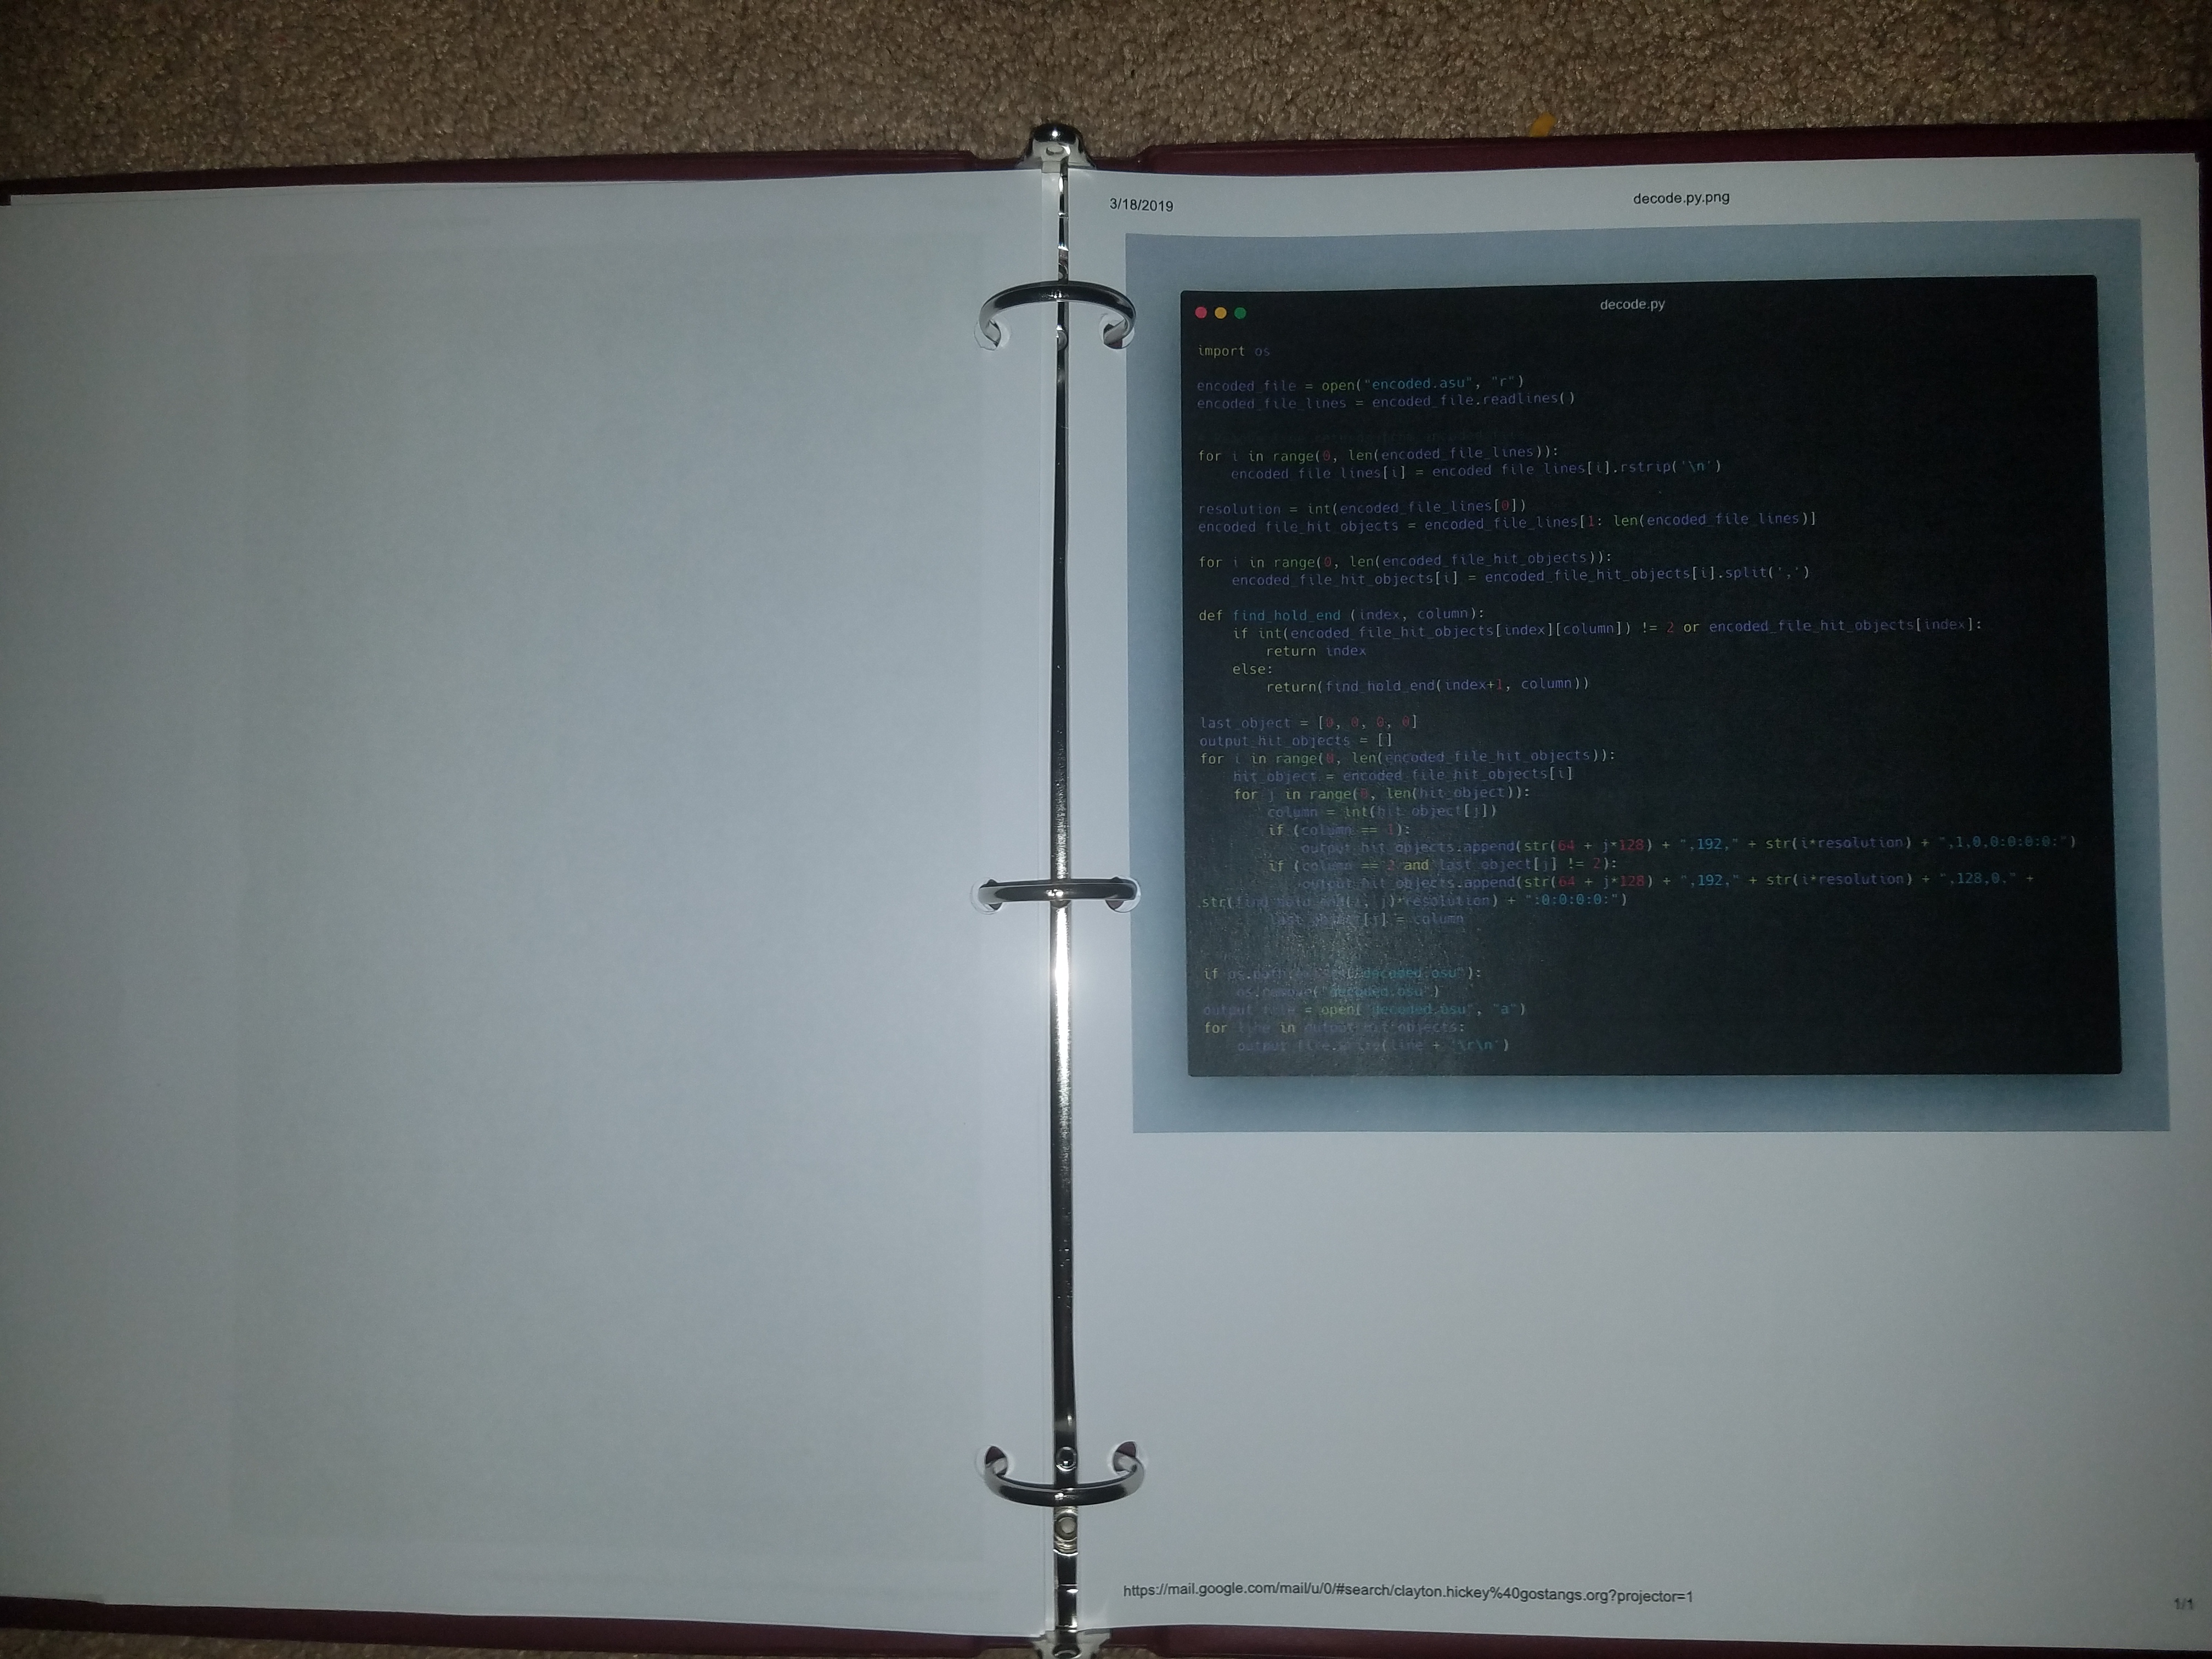 3/18/2019
decode.py.png
decode.py
import os
encoded_file = open("encoded.asu", "r")
encoded_file_lines = encoded_file.readlines()
for i in range(0, len(encoded_file_lines)):
encoded_file_lines[i] = encoded_file_lines[i].rstrip('\n')
resolution = int(encoded_file_lines[0])
encoded_file_hit_objects = encoded_file_lines[1: len(encoded_file_lines)]
for i in range(0, len(encoded_file_hit_objects)):
encoded_file_hit_objects[i] = encoded_file_hit_objects[i].split(',')
def find_hold_end (index, column):
if int(encoded_file_hit_objects[index][column]) != 2 or encoded_file_hit_objects[index]:
return index
else:
return(find_hold_end(index+1, column))
last_object = [0, 0, 0, 0]
output_hit_objects = []
for i in range(0, len(encoded_file_hit_objects)):
hit_object = encoded_file_hit_objects[i]
for j in range(0, len(hit_object)):
column = int(hit_object[j])
if (column == 1):
output_hit_objects.append(str(64 + j*128) + ",192," + str(i*resolution) + ",1,0,0:0:0:0:")
if (column == 2 and last_object[j] != 2):
output_hit_objects.append(str(64 + j*128) + ",192," + str(i*resolution) + ",128,0," +
str(find_hold_end(i, j)*resolution) + ":0:0:0:0:")
last_object[j] = column
if "decoded.osu"):
os.remove("decoded.osu")
output_file = open("decoded.osu", "a")
for line in output_hit_objects:
(line + '\r\n')
https://mail.google.com/mail/u/0/#search/clayton.hickey%40gostangs.org?projector=1
1/1